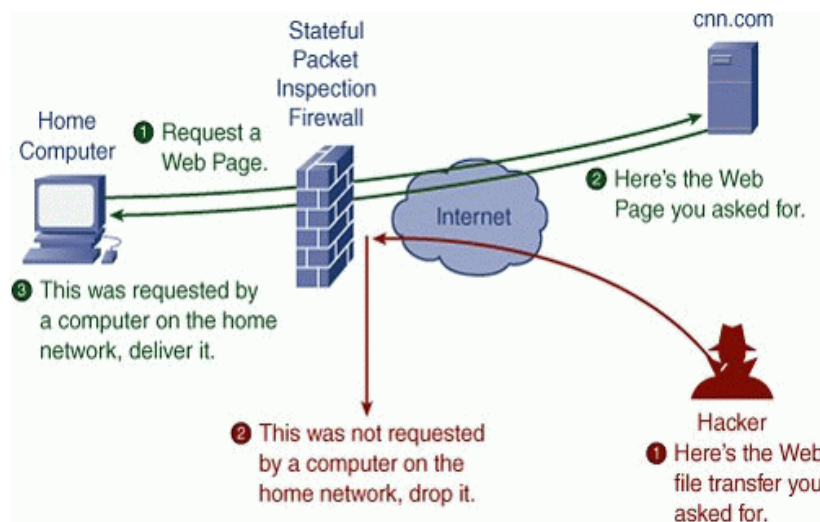 cnn.com
Stateful
Packet
Inspection
Firewall
Home
Computer
1 Request a
Web Page.
2 Here's the Web
Page you asked for.
Internet
3 This was requested by
a computer on the home
network, deliver it.
2 This was not requested
by a computer on the
home network, drop it.
Hacker
1 Here's the Web
file transfer you
asked for.